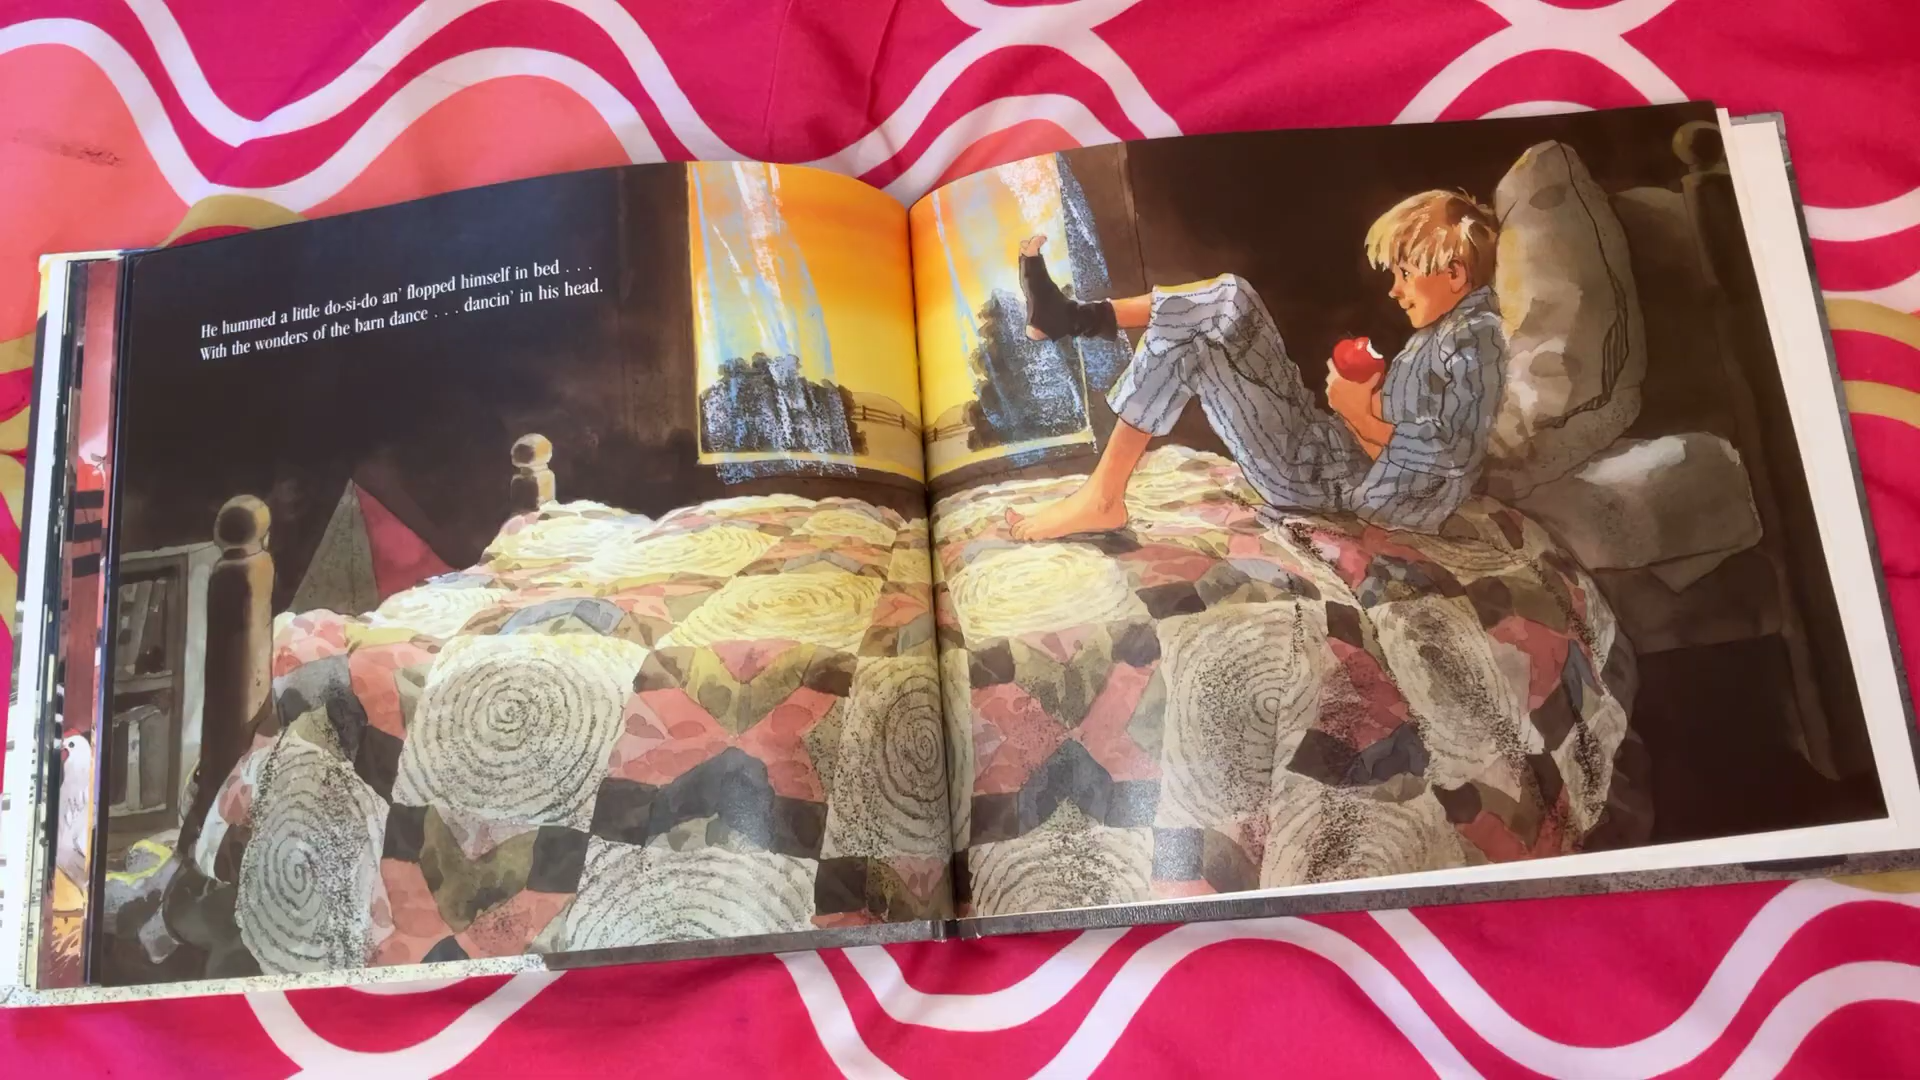 He hummed a little do-si-do an' flopped himself in bed . . .
With the wonders of the barn dance . . . dancin' in his head.